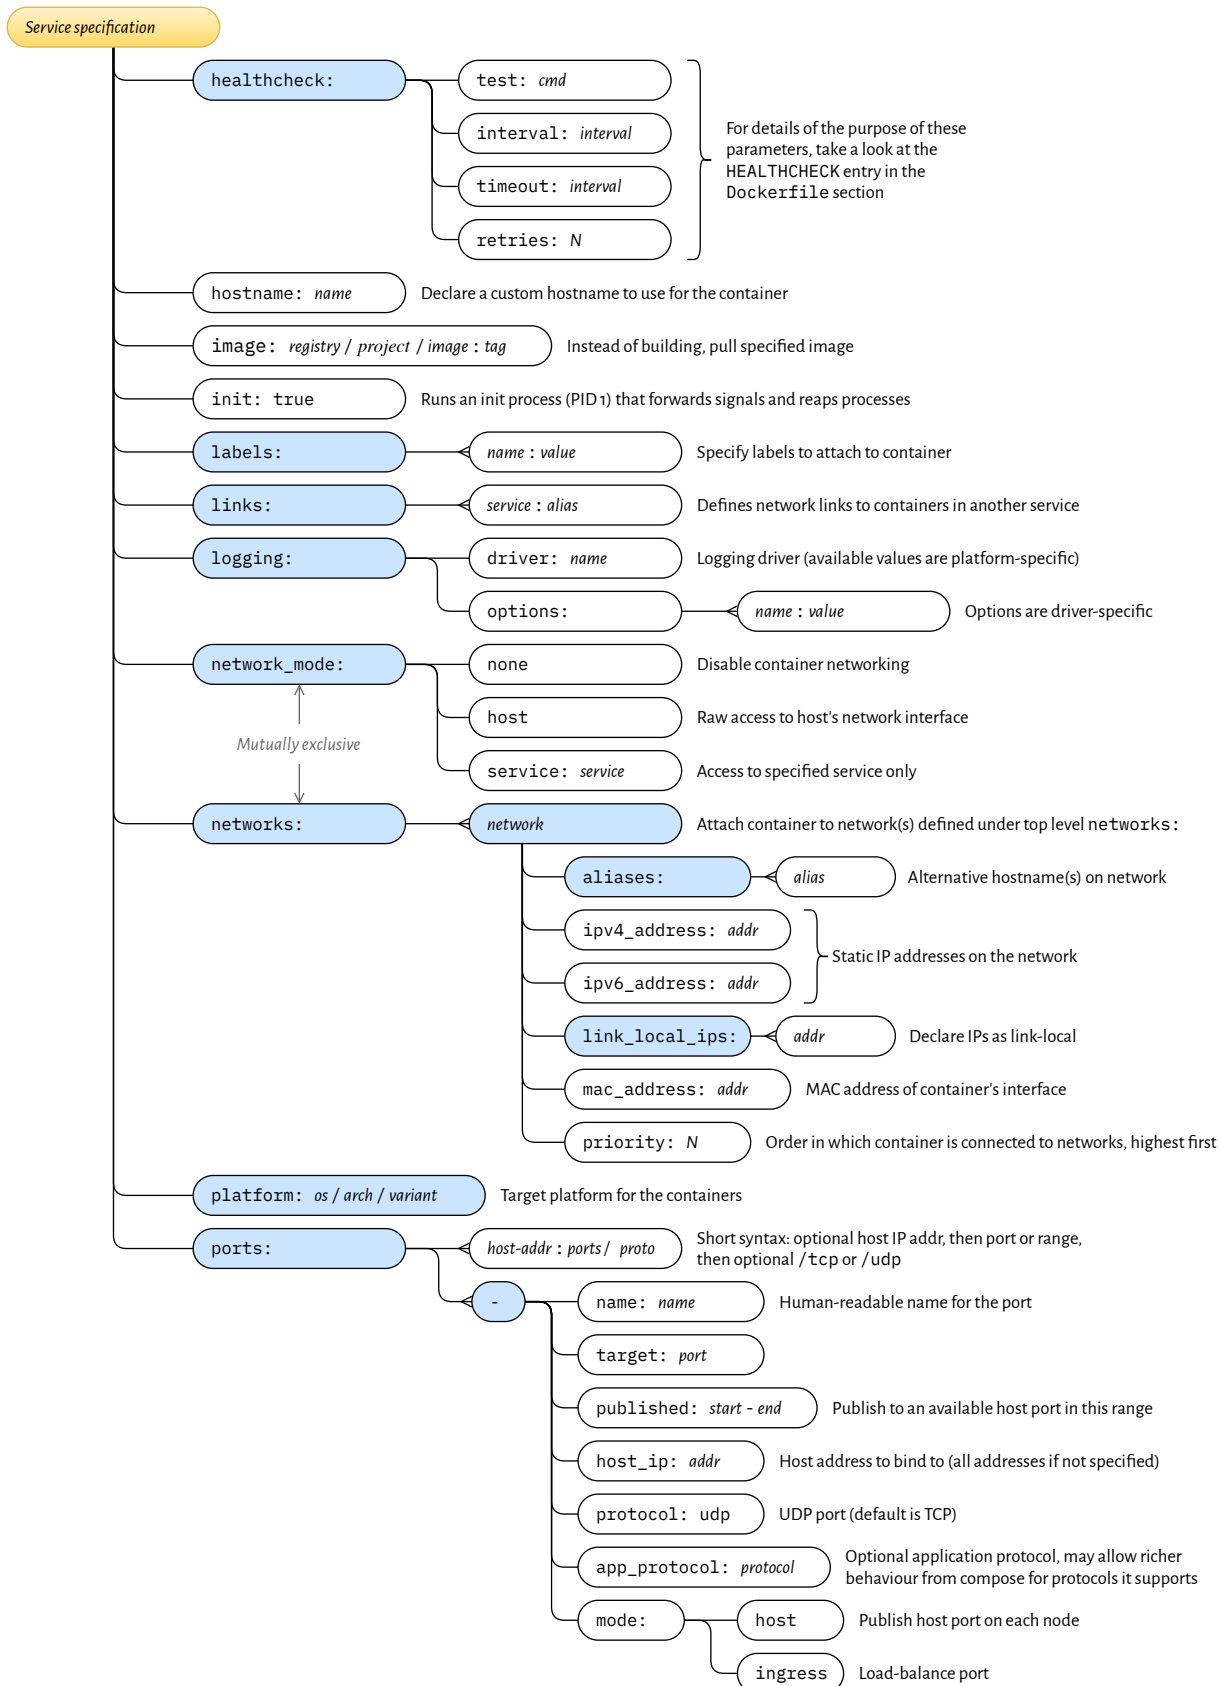 Service specification
healthcheck:
test: cmd
interval: interval
timeout: interval
retries: N
For details of the purpose of these
parameters, take a look at the
HEALTHCHECK entry in the
Dockerfile section
hostname: name
Declare a custom hostname to use for the container
image: registry / project / image : tag
Instead of building, pull specified image
init: true
Runs an init process (PID 1) that forwards signals and reaps processes
labels:
name : value
Specify labels to attach to container
links:
service : alias
Defines network links to containers in another service
logging:
driver: name
Logging driver (available values are platform-specific)
options:
name : value
Options are driver-specific
network_mode:
none
Disable container networking
host
Raw access to host's network interface
Mutually exclusive
service: service
Access to specified service only
networks:
network
Attach container to network(s) defined under top level networks:
aliases:
alias
Alternative hostname(s) on network
ipv4_address: addr
ipv6_address: addr
Static IP addresses on the network
link_local_ips:
addr
Declare IPs as link-local
mac_address: addr
MAC address of container's interface
priority: N
Order in which container is connected to networks, highest first
platform: os / arch / variant
Target platform for the containers
ports:
host-addr : ports / proto
Short syntax: optional host IP addr, then port or range,
then optional /tcp or /udp
-
name: name
Human-readable name for the port
target: port
published: start - end
Publish to an available host port in this range
host_ip: addr
Host address to bind to (all addresses if not specified)
protocol: udp
UDP port (default is TCP)
app_protocol: protocol
Optional application protocol, may allow richer
behaviour from compose for protocols it supports
mode:
host
Publish host port on each node
ingress
Load-balance port